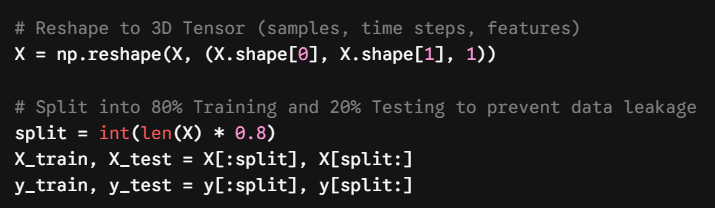 # Reshape to 3D Tensor (samples, time steps, features)
X = np.reshape(X, (X.shape[0], X.shape[1], 1))
# Split into 80% Training and 20% Testing to prevent data leakage
split = int(len(X) * 0.8)
X_train, X_test = X[:split], X[split:]
y_train, y_test = y[:split], y[split:]